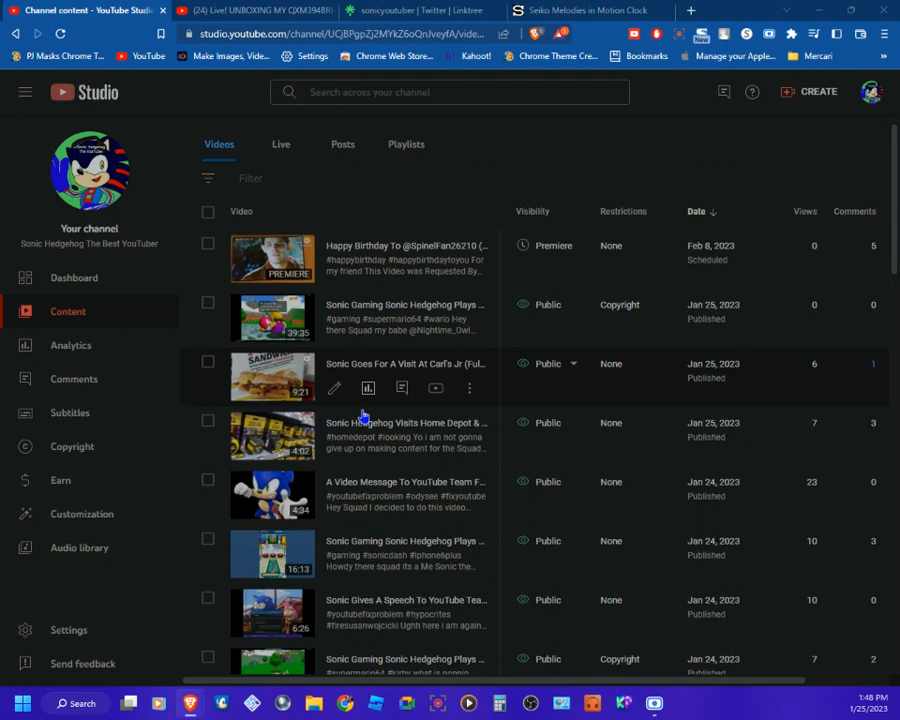 Channel content - YouTube Studi
(24) Live! UNBOXING MY QXM394BR
sonicyoutuber | Twitter | Linktree
Seiko Melodies in Motion Clock
studio.youtube.com/channel/UCjBPgpZj2MYkZ6oQnJveyfA/vide...
New
PJ Masks Chrome T...
YouTube
Make Images, Vide...
Settings
Chrome Web Store...
Kahoot!
Chrome Theme Cre...
Bookmarks
Manage your Apple...
Mercari
Studio
Search across your channel
CREATE
Your channel
Sonic Hedgehog The Best YouTuber
Dashboard
Content
Analytics
Comments
Subtitles
Copyright
Earn
Customization
Audio library
Settings
Send feedback
Videos Live Posts Playlists
Filter
Video Visibility Restrictions Date Views Comments
PREMIERE
Happy Birthday To @SpinelFan26210 (...
#happybirthday #happybirthdaytoyou For
my friend This Video was Requested By...
Premiere None Feb 8, 2023 0 5
Scheduled
39:35
Sonic Gaming Sonic Hedgehog Plays ...
#gaming #supermario64 #wario Hey
there Squad my babe @Nightime_Owl...
Public Copyright Jan 25, 2023 0 0
Published
SANDWICH
9:21
Sonic Goes For A Visit At Carl's Jr (Ful...
Public None Jan 25, 2023 6 1
Published
4:02
Sonic Hedgehog Visits Home Depot & ...
#homedepot #looking Yo i am not gonna
give up on making content for the Squad...
Public None Jan 25, 2023 7 3
Published
4:34
A Video Message To YouTube Team F...
#youtubefixproblem #odysee #fixyoutube
Hey Squad I decided to do this video...
Public None Jan 24, 2023 23 0
Published
16:13
Sonic Gaming Sonic Hedgehog Plays ...
#gaming #sonicdash #iphone6plus
Howdy there squad its a Me Sonic the...
Public None Jan 24, 2023 10 3
Published
6:26
Sonic Gives A Speech To YouTube Tea...
#youtubefixproblem #hypocrites
#firesusanwojcicki Ughh here i am again...
Public None Jan 24, 2023 10 0
Published
Sonic Gaming Sonic Hedgehog Plays ...
#supermario64 #kirby what is poppin...
Public Copyright Jan 24, 2023 7 2
Published
Search
1:48 PM
1/25/2023